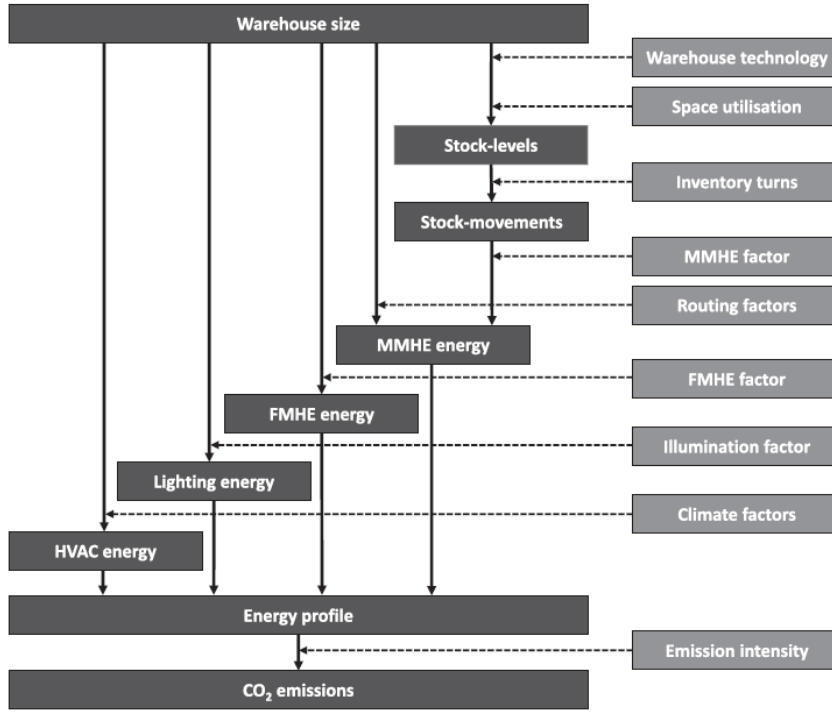 Warehouse size
Warehouse technology
Space utilisation
Stock-levels
Inventory turns
Stock-movements
MMHE factor
Routing factors
MMHE energy
FMHE factor
FMHE energy
Illumination factor
Lighting energy
Climate factors
HVAC energy
Energy profile
Emission intensity
CO₂ emissions